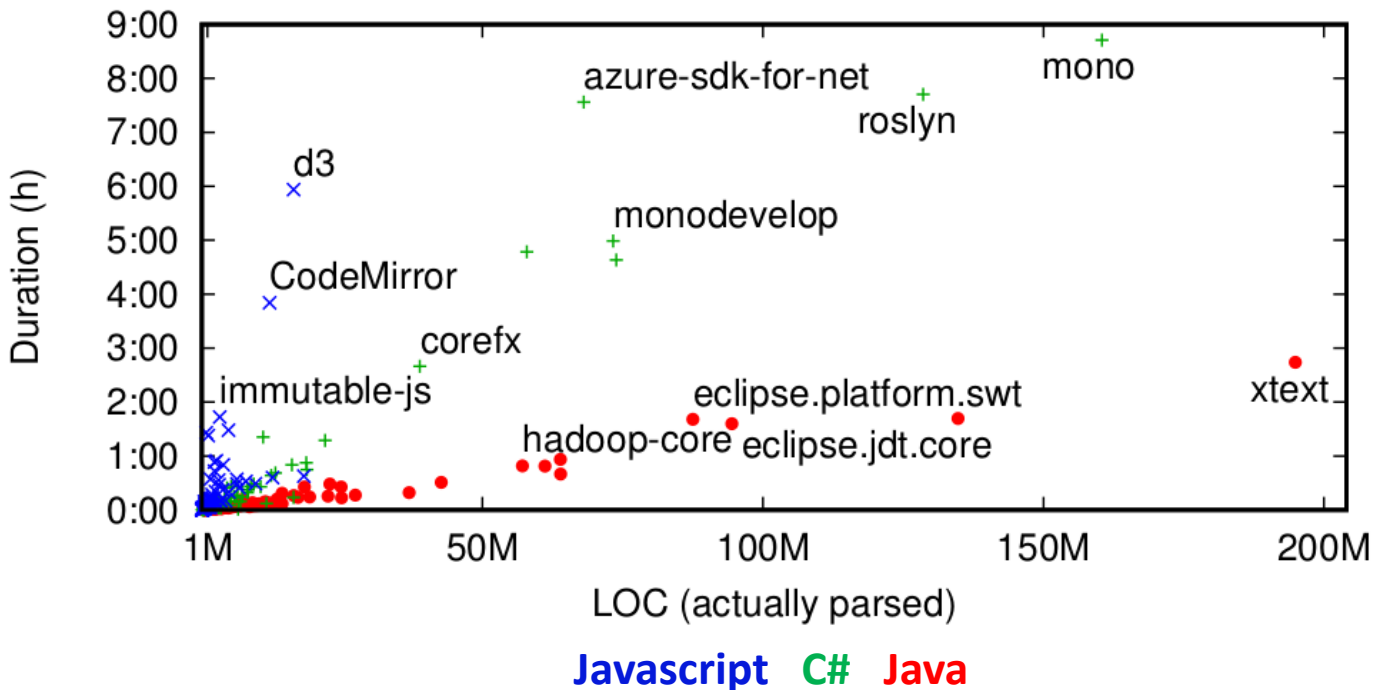 9:00
8:00
7:00
6:00
5:00
4:00
3:00
2:00
1:00
0:00
Duration (h)
mono
azure-sdk-for-net
roslyn
d3
monodevelop
CodeMirror
corefx
immutable-js
eclipse.platform.swt
xtext
hadoop-core
eclipse.jdt.core
1M 50M 100M 150M 200M
LOC (actually parsed)
Javascript C# Java